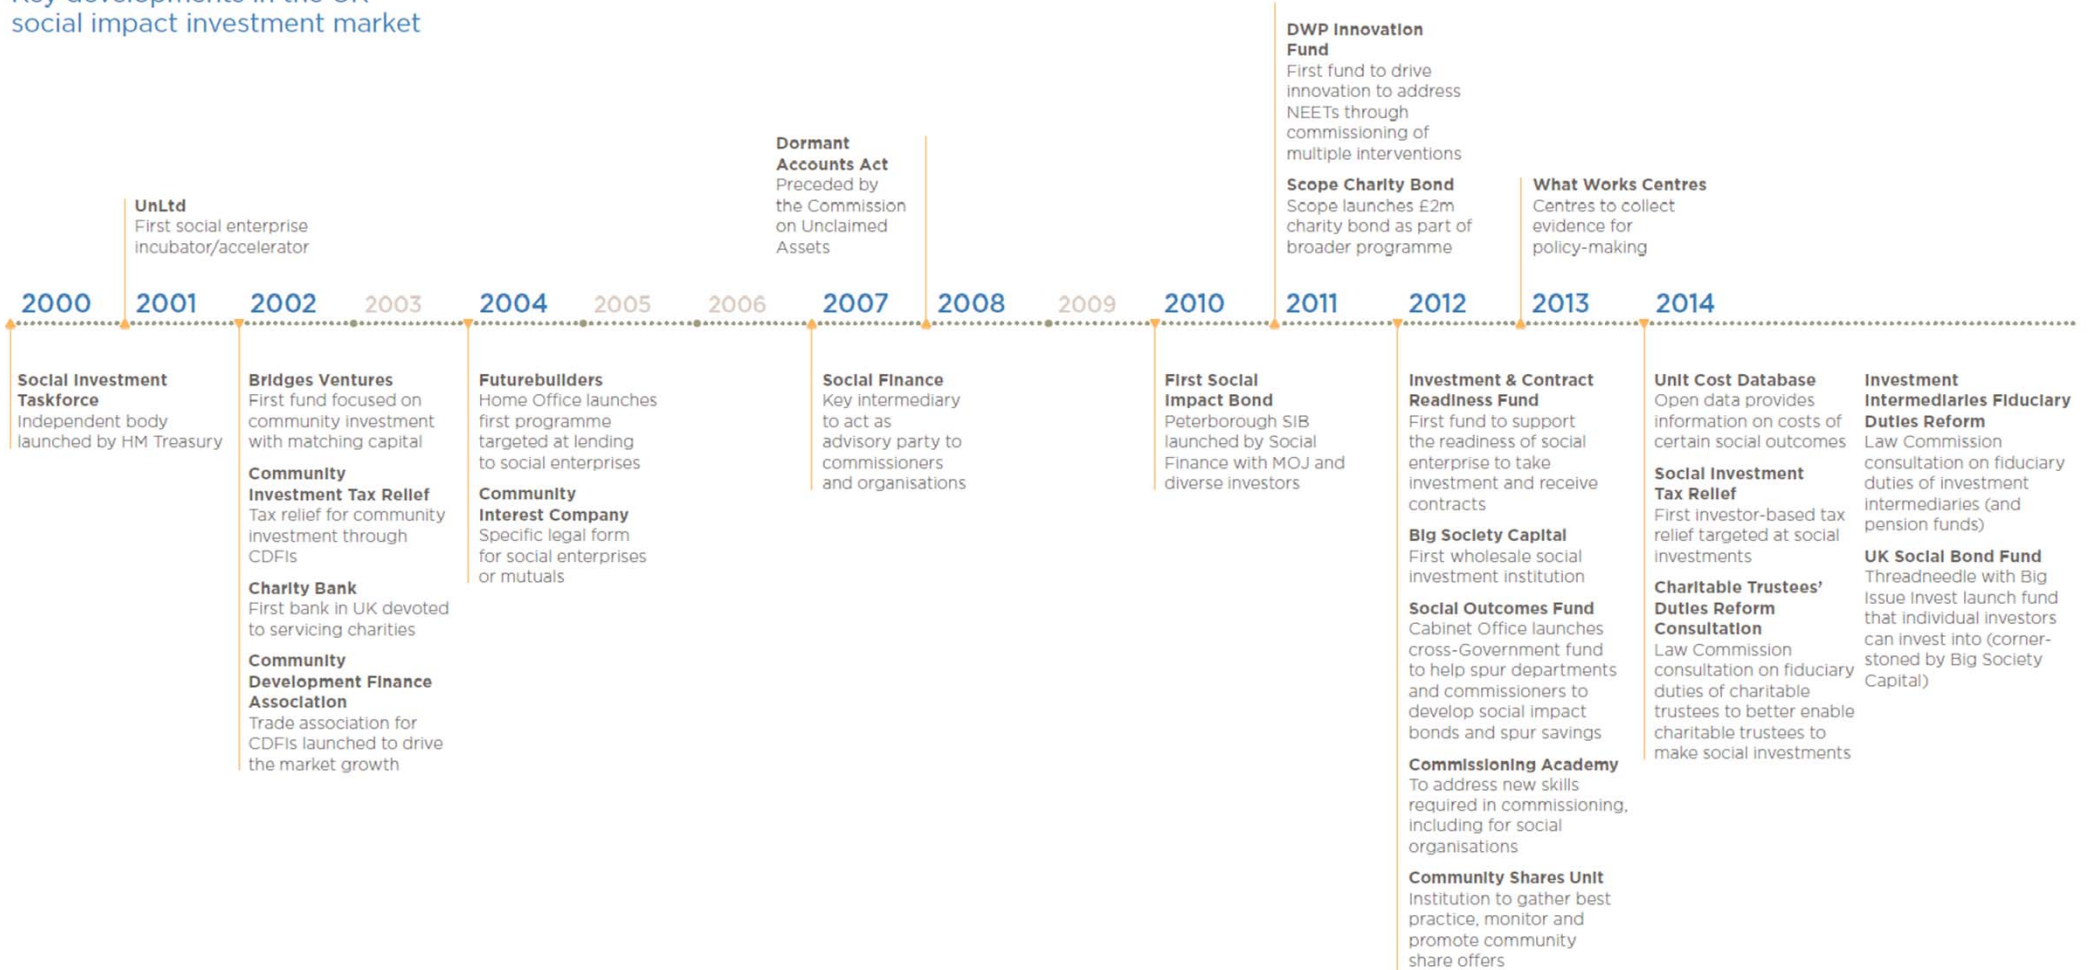 Key developments in the UK
social impact investment market
DWP Innovation
Fund
First fund to drive
innovation to address
NEETs through
commissioning of
multiple interventions
Scope Charity Bond
Scope launches £2m
charity bond as part of
broader programme
Dormant
Accounts Act
Preceded by
the Commission
on Unclaimed
Assets
What Works Centres
Centres to collect
evidence for
policy-making
UnLtd
First social enterprise
incubator/accelerator
2000 2001 2002 2003 2004 2005 2006 2007 2008 2009 2010 2011 2012 2013 2014
Social Investment
Taskforce
Independent body
launched by HM Treasury
Bridges Ventures
First fund focused on
community investment
with matching capital
Community
Investment Tax Relief
Tax relief for community
investment through
CDFIs
Charity Bank
First bank in UK devoted
to servicing charities
Community
Development Finance
Association
Trade association for
CDFIs launched to drive
the market growth
Futurebuilders
Home Office launches
first programme
targeted at lending
to social enterprises
Community
Interest Company
Specific legal form
for social enterprises
or mutuals
Social Finance
Key intermediary
to act as
advisory party to
commissioners
and organisations
First Social
Impact Bond
Peterborough SIB
launched by Social
Finance with MOJ and
diverse investors
Investment & Contract
Readiness Fund
First fund to support
the readiness of social
enterprise to take
investment and receive
contracts
Big Society Capital
First wholesale social
investment institution
Social Outcomes Fund
Cabinet Office launches
cross-Government fund
to help spur departments
and commissioners to
develop social impact
bonds and spur savings
Commissioning Academy
To address new skills
required in commissioning,
including for social
organisations
Community Shares Unit
Institution to gather best
practice, monitor and
promote community
share offers
Unit Cost Database
Open data provides
information on costs of
certain social outcomes
Social Investment
Tax Relief
First investor-based tax
relief targeted at social
investments
Charitable Trustees'
Duties Reform
Consultation
Law Commission
consultation on fiduciary
duties of charitable
trustees to better enable
charitable trustees to
make social investments
Investment
Intermediaries Fiduciary
Duties Reform
Law Commission
consultation on fiduciary
duties of investment
intermediaries (and
pension funds)
UK Social Bond Fund
Threadneedle with Big
Issue Invest launch fund
that individual investors
can invest into (corner-
stoned by Big Society
Capital)